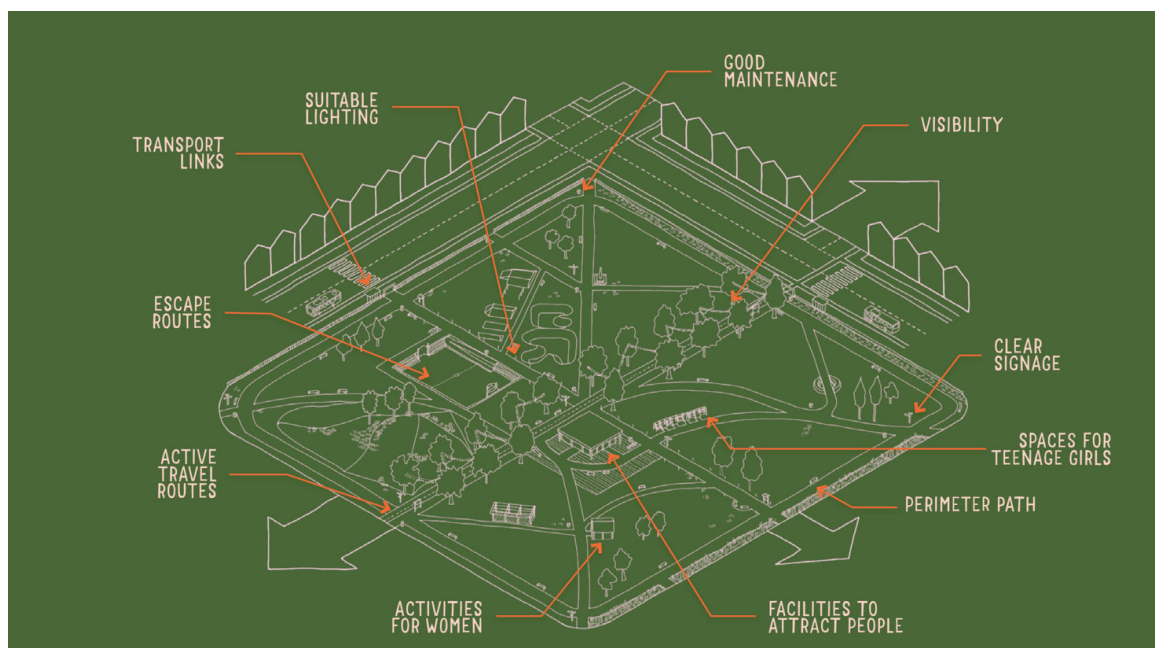 GOOD
MAINTENANCE
SUITABLE
LIGHTING
VISIBILITY
TRANSPORT
LINKS
ESCAPE
ROUTES
CLEAR
SIGNAGE
SPACES FOR
TEENAGE GIRLS
ACTIVE
TRAVEL
ROUTES
PERIMETER PATH
ACTIVITIES
FOR WOMEN
FACILITIES TO
ATTRACT PEOPLE